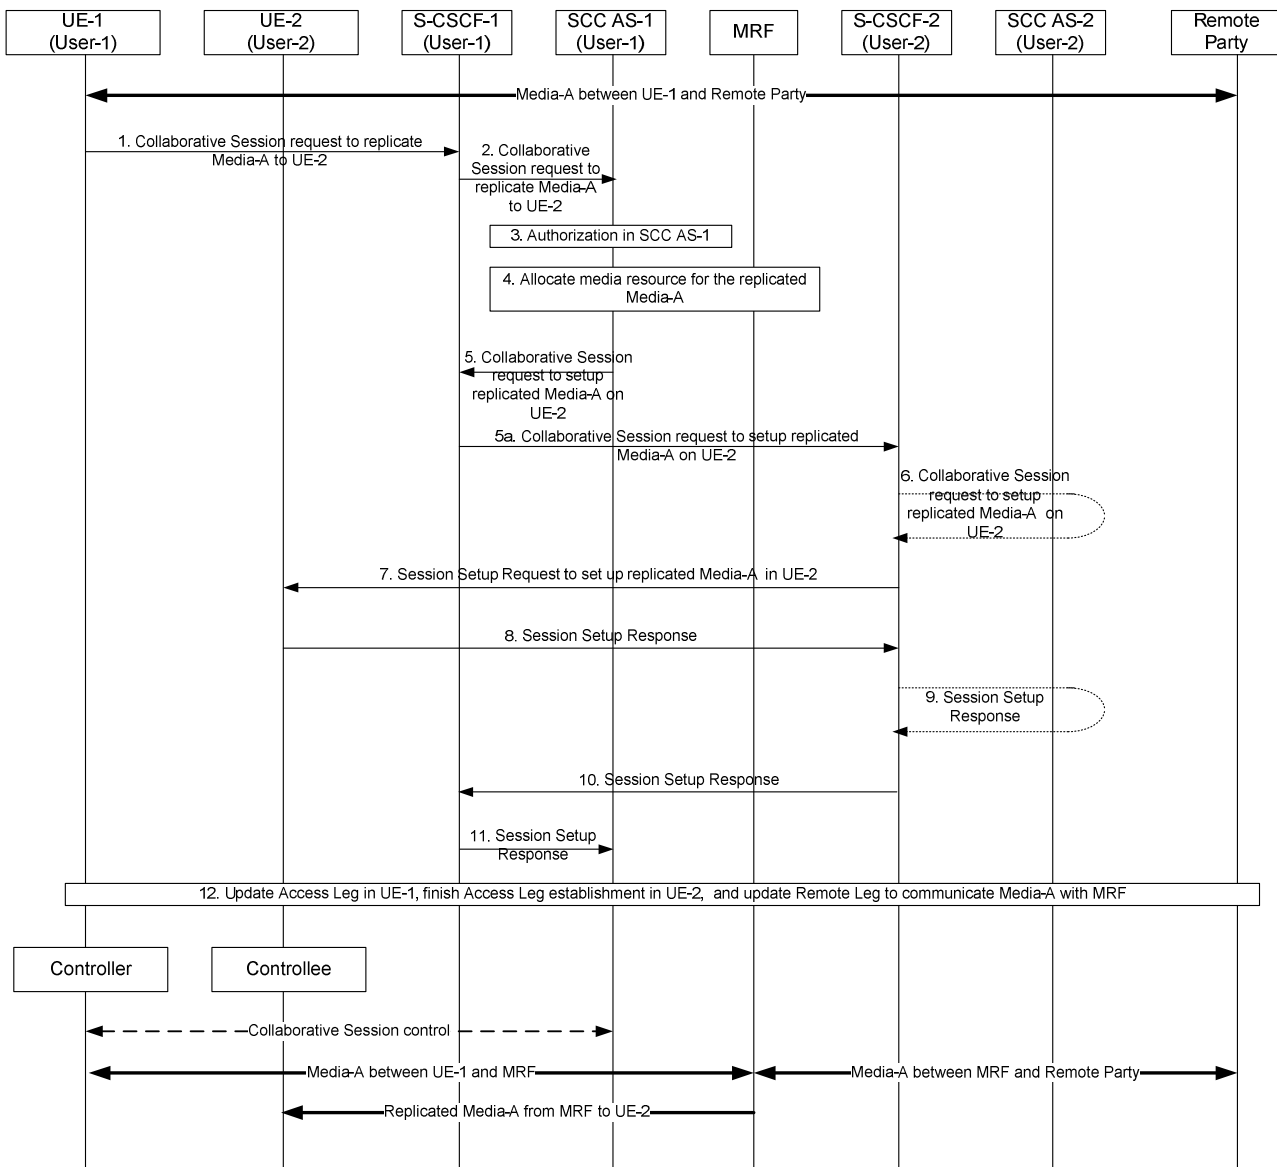 UE-1
(User-1)
UE-2
(User-2)
S-CSCF-1
(User-1)
SCC AS-1
(User-1)
MRF
S-CSCF-2
(User-2)
SCC AS-2
(User-2)
Remote
Party
Media-A between UE-1 and Remote Party
1. Collaborative Session request to replicate
Media-A to UE-2
2. Collaborative
Session request to
replicate Media-A
to UE-2
3. Authorization in SCC AS-1
4. Allocate media resource for the replicated
Media-A
5. Collaborative Session
request to setup
replicated Media-A on
UE-2
5a. Collaborative Session request to setup replicated
Media-A on UE-2
6. Collaborative Session
request to setup
replicated Media-A on
UE-2
7. Session Setup Request to set up replicated Media-A in UE-2
8. Session Setup Response
9. Session Setup
Response
10. Session Setup Response
11. Session Setup
Response
12. Update Access Leg in UE-1, finish Access Leg establishment in UE-2, and update Remote Leg to communicate Media-A with MRF
Controller
Controllee
Collaborative Session control
Media-A between UE-1 and MRF
Media-A between MRF and Remote Party
Replicated Media-A from MRF to UE-2